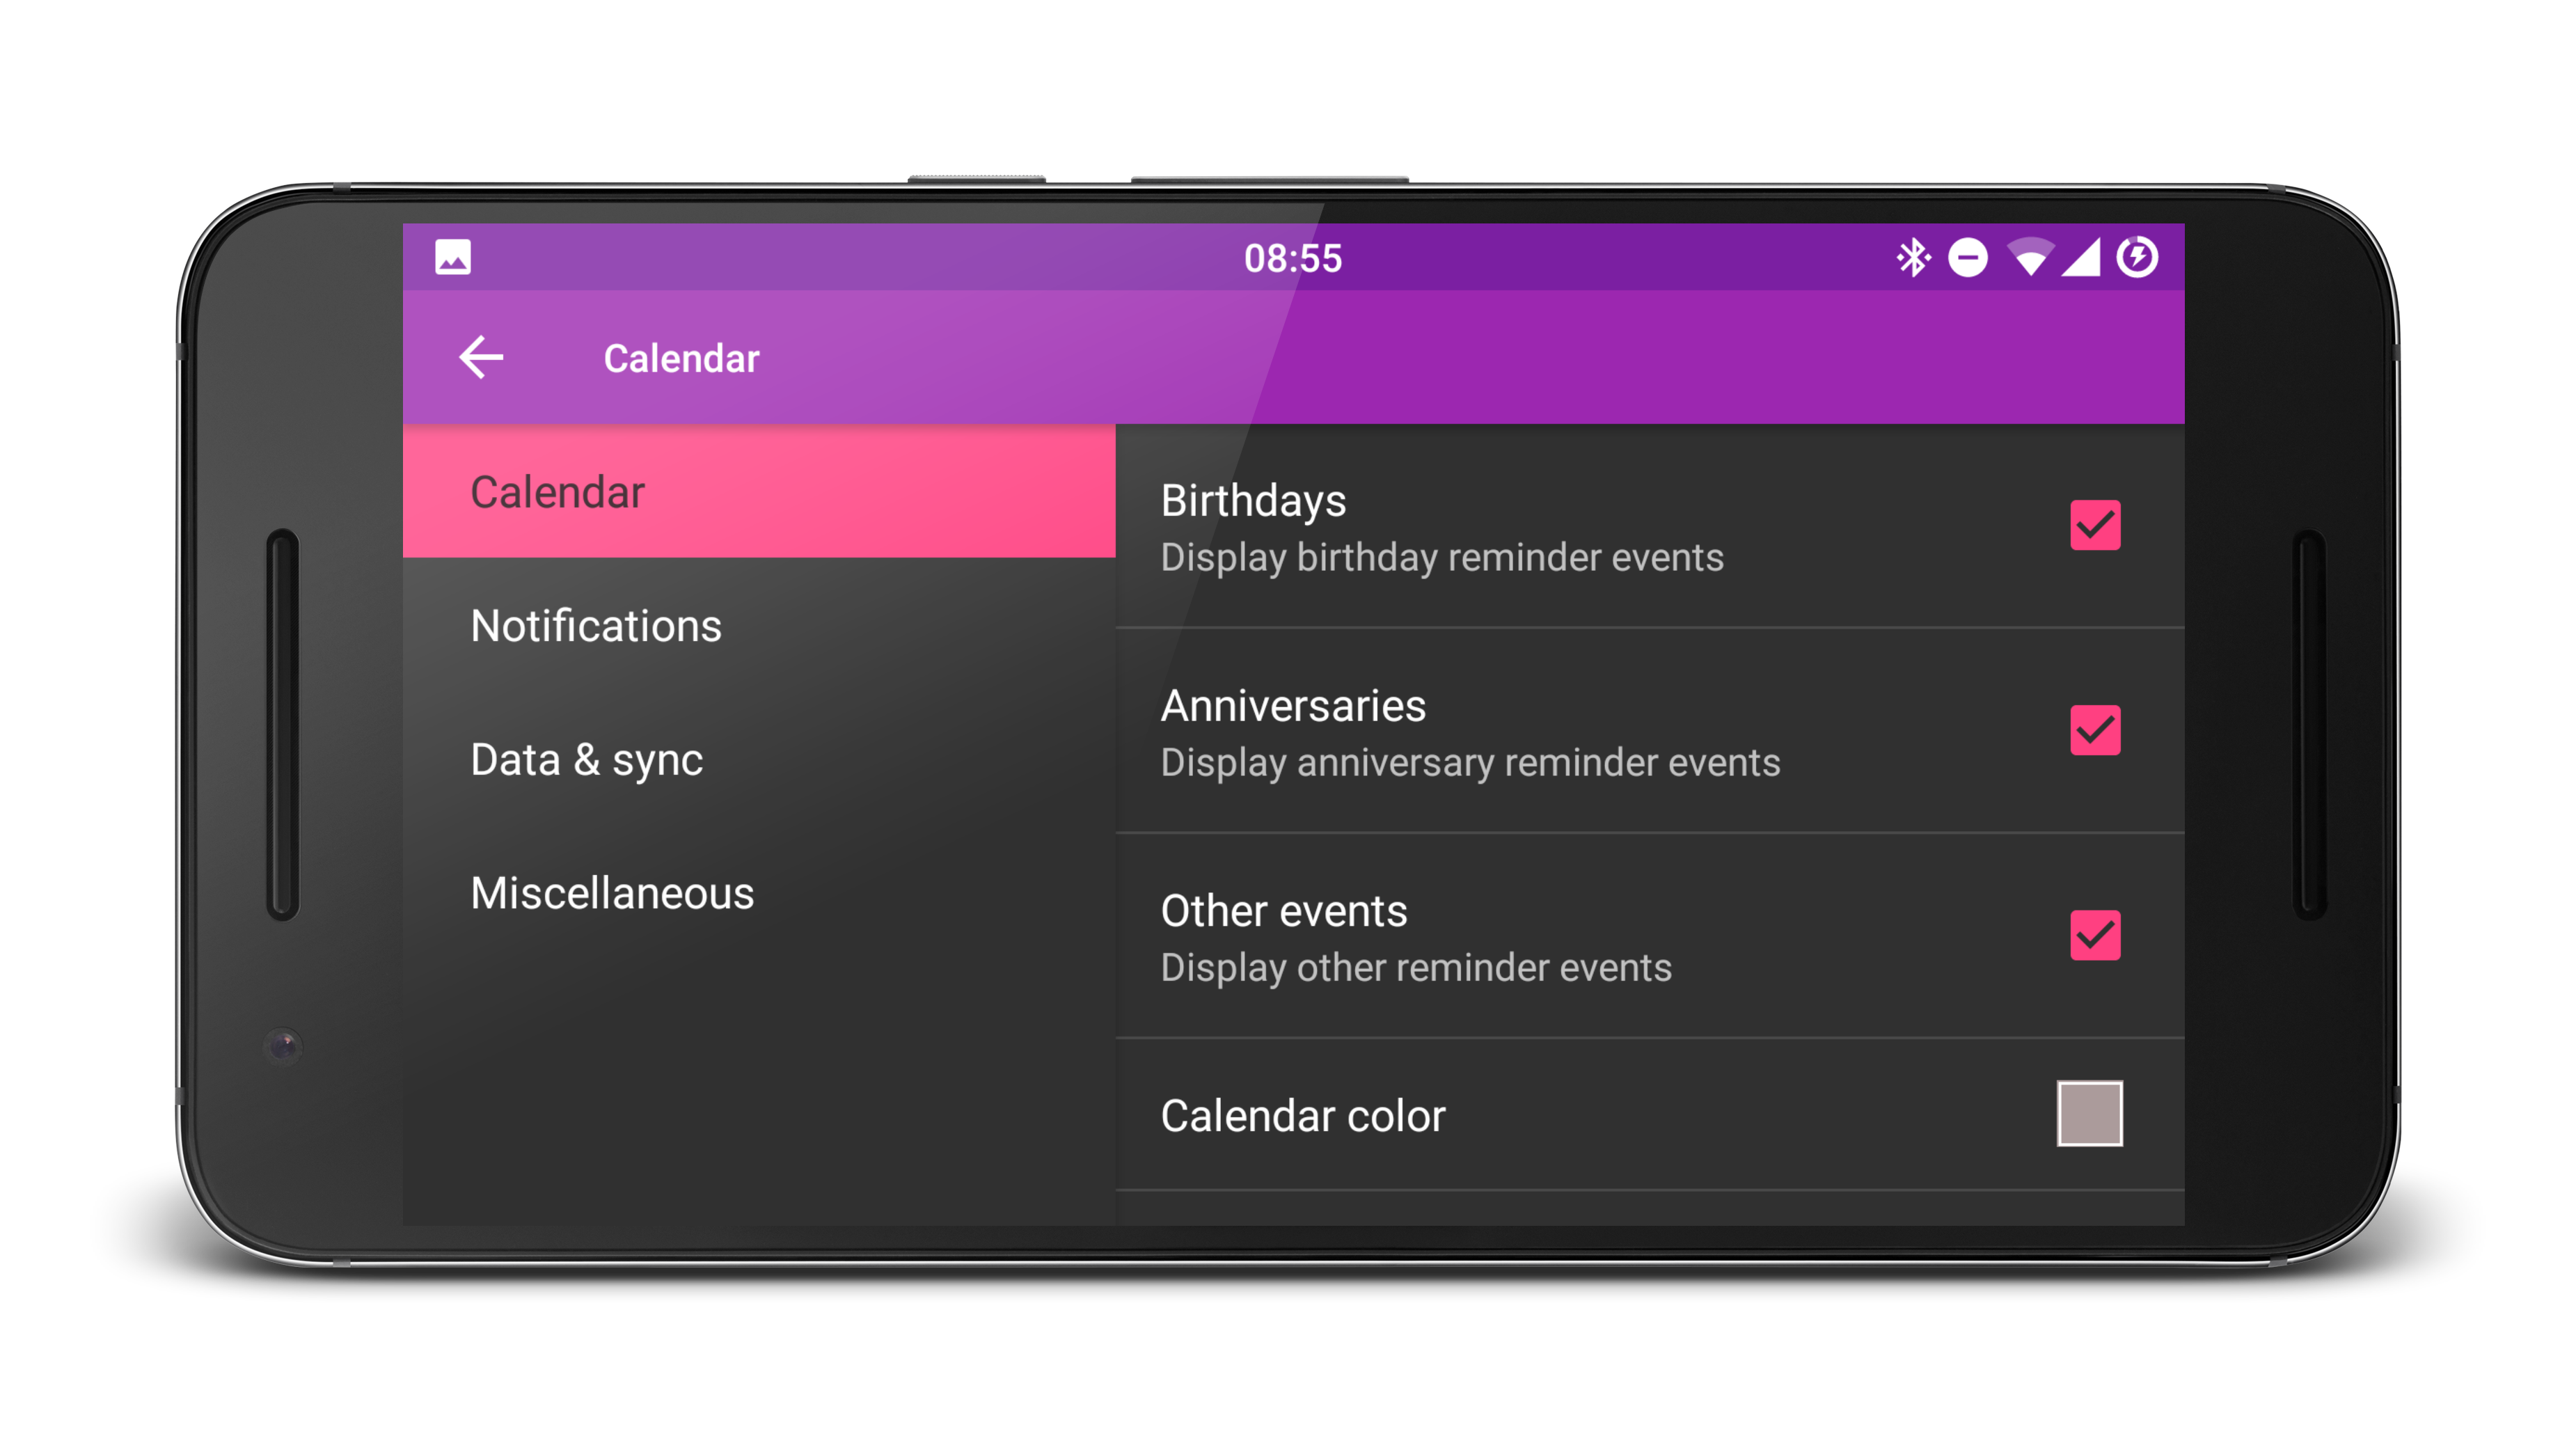 08:55
Calendar
Calendar
Notifications
Data & sync
Miscellaneous
Birthdays
Display birthday reminder events
Anniversaries
Display anniversary reminder events
Other events
Display other reminder events
Calendar color